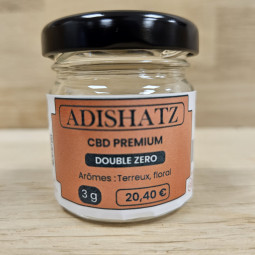 ADISHATZ
CBD PREMIUM
DOUBLE ZERO
Arômes : Terreux, floral
3 g
20,40 €